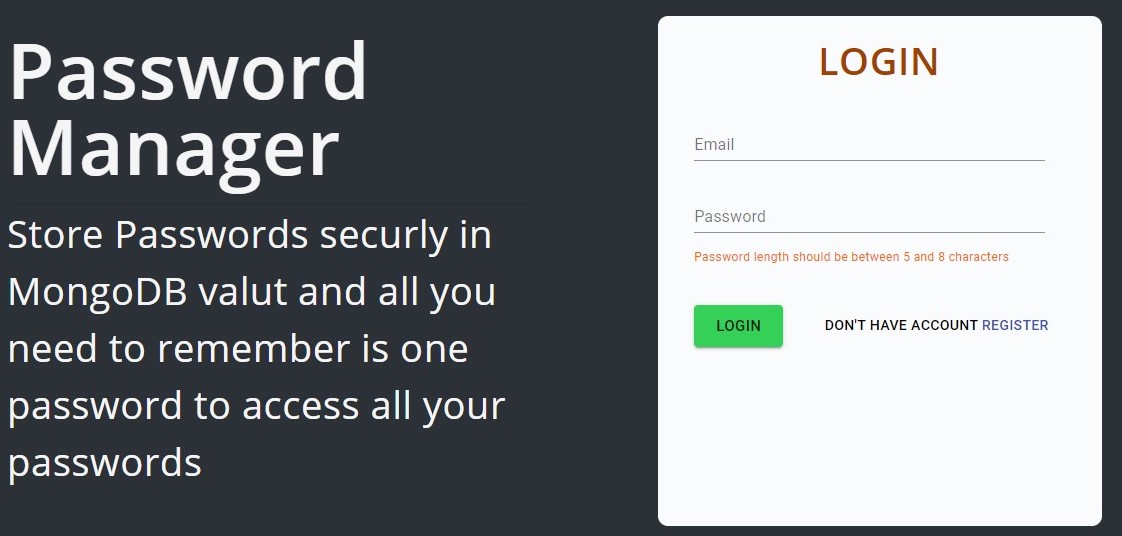 Password
Manager
Store Passwords securly in
MongoDB valut and all you
need to remember is one
password to access all your
passwords
LOGIN
Email
Password
Password length should be between 5 and 8 characters
LOGIN
DON'T HAVE ACCOUNT REGISTER